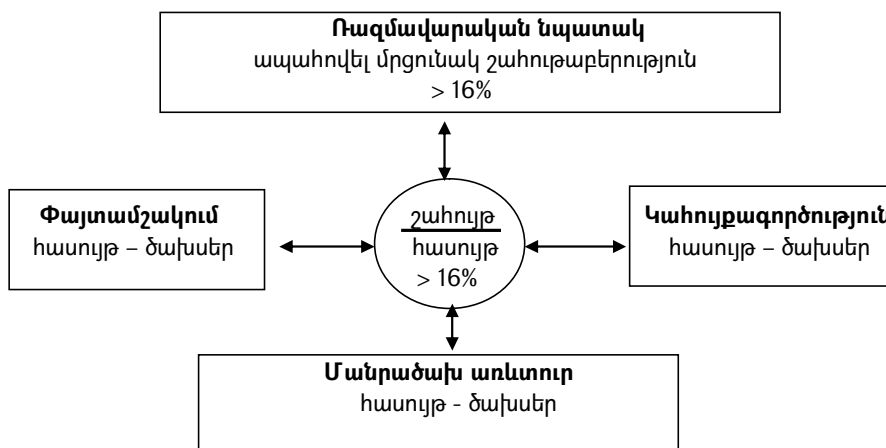 Ռազմավարական նպատակ
ապահովել մրցունակ շահութաբերություն
> 16%
Փայտամշակում
հասույթ – ծախսեր
շահույթ
հասույթ
> 16%
Կահույքագործություն
հասույթ – ծախսեր
Մանրածախ առևտուր
հասույթ - ծախսեր